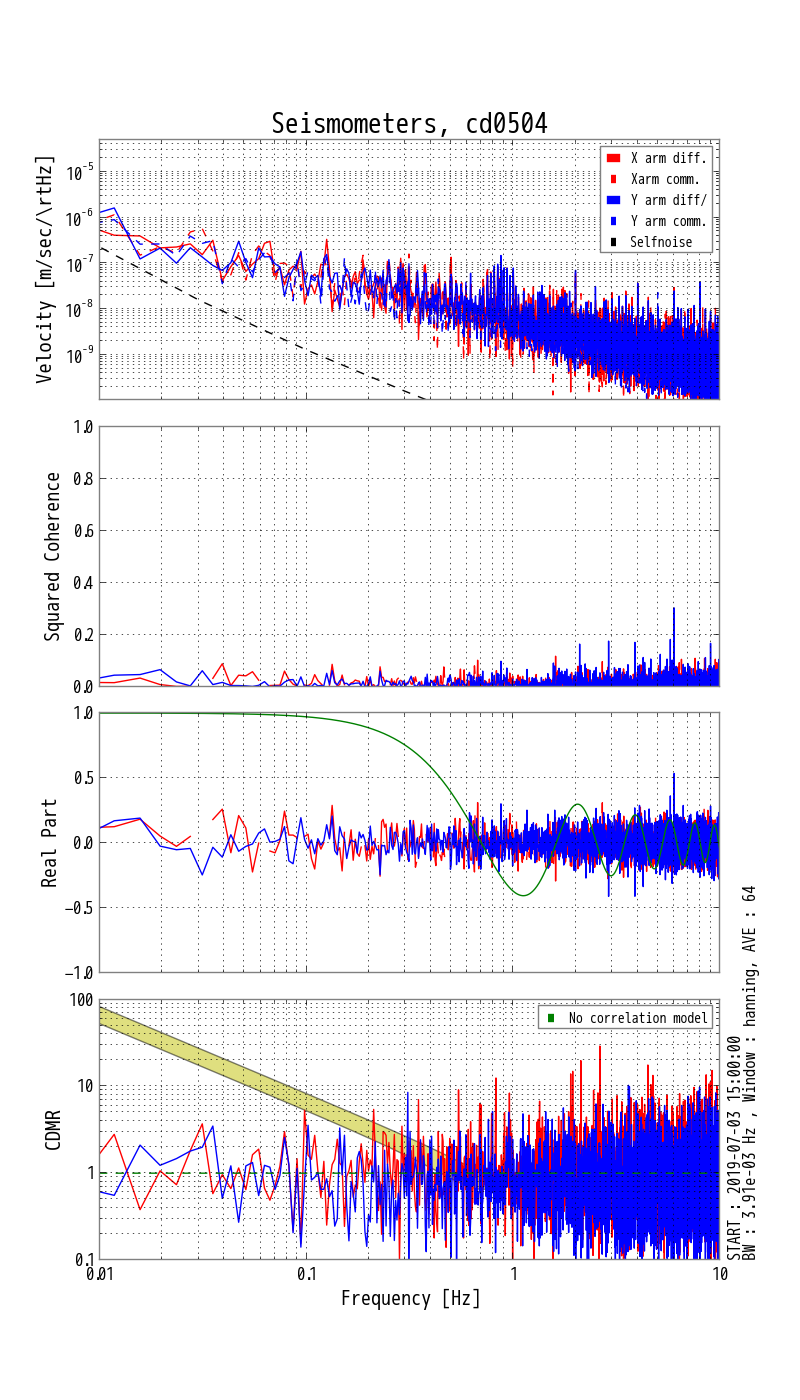 Seismometers, cd0504
Velocity [m/sec/\rtHz]
10-5
10-6
10-7
10-8
10-9
X arm diff.
Xarm comm.
Y arm diff/
Y arm comm.
Selfnoise
Squared Coherence
1.0
0.8
0.6
0.4
0.2
0.0
Real Part
1.0
0.5
0.0
−0.5
−1.0
CDMR
100
10
1
0.1
No correlation model
0.01 0.1 1 10
Frequency [Hz]
START : 2019-07-03 15:00:00
BW : 3.91e-03 Hz , Window : hanning, AVE : 64